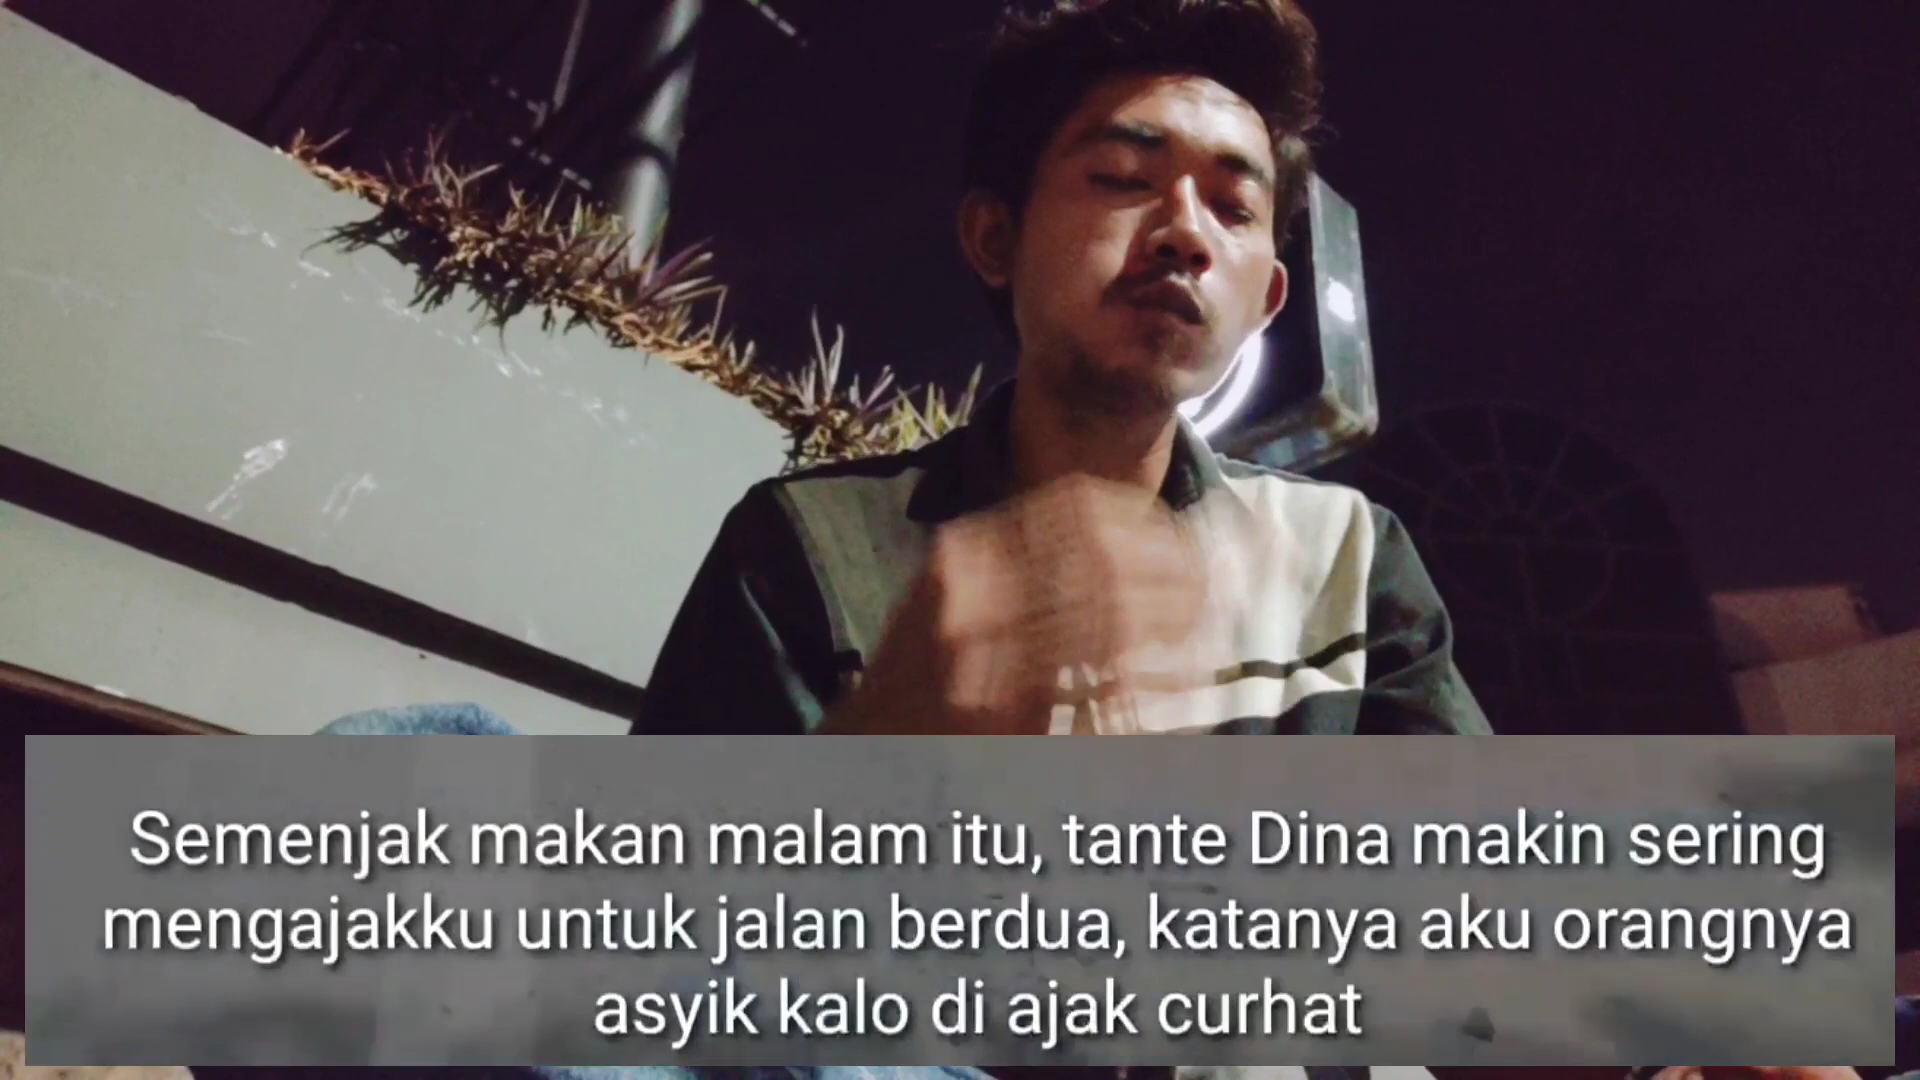 Semenjak makan malam itu, tante Dina makin sering
mengajakku untuk jalan berdua, katanya aku orangnya
asyik kalo di ajak curhat